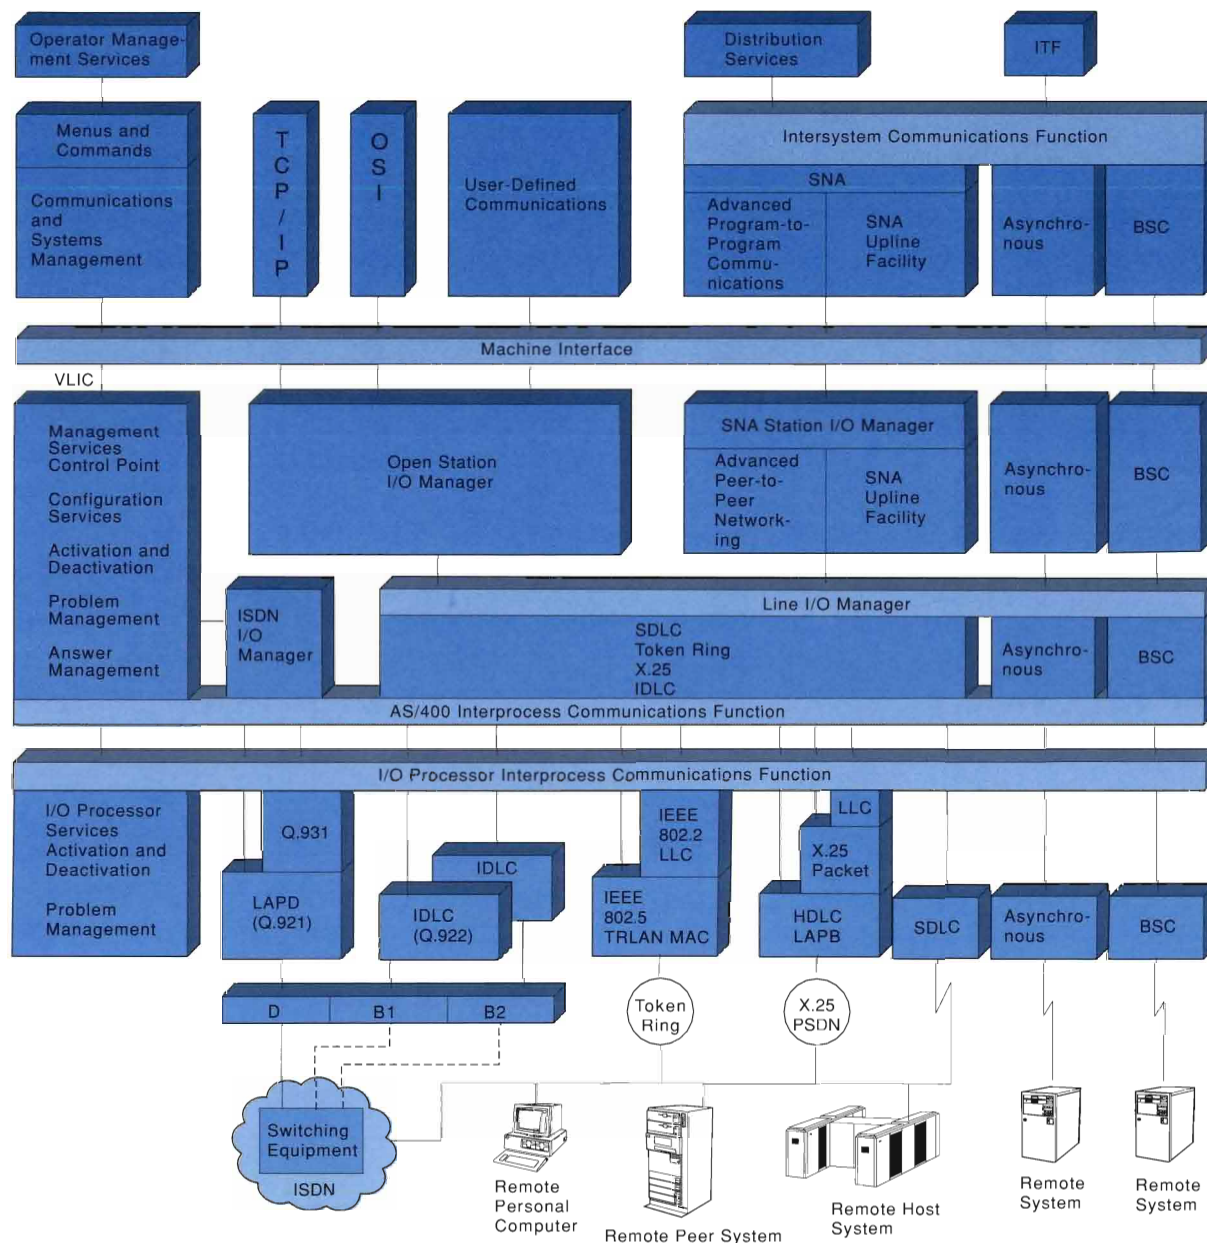 Operator Manage-
ment Services
Distribution
Services
ITF
Menus and
Commands
Communications
and
Systems
Management
TCP/IP
OSI
User-Defined
Communications
Intersystem Communications Function
SNA
Advanced
Program-to-
Program
Commu-
nications
SNA
Upline
Facility
Asynchro-
nous
BSC
Machine Interface
VLIC
Management
Services
Control Point
Configuration
Services
Activation and
Deactivation
Problem
Management
Answer
Management
Open Station
I/O Manager
SNA Station I/O Manager
Advanced
Peer-to-
Peer
Network-
ing
SNA
Upline
Facility
Asynchro-
nous
BSC
ISDN
I/O
Manager
Line I/O Manager
SDLC
Token Ring
X.25
IDLC
Asynchro-
nous
BSC
AS/400 Interprocess Communications Function
I/O Processor Interprocess Communications Function
I/O Processor
Services
Activation and
Deactivation
Problem
Management
Q.931
LAPD
(Q.921)
IDLC
IDLC
(Q.922)
IEEE
802.2
LLC
IEEE
802.5
TRLAN MAC
LLC
X.25
Packet
HDLC
LAPB
SDLC
Asynchro-
nous
BSC
D
B1
B2
Token
Ring
X.25
PSDN
Switching
Equipment
ISDN
Remote
Personal
Computer
Remote Peer System
Remote Host
System
Remote
System
Remote
System